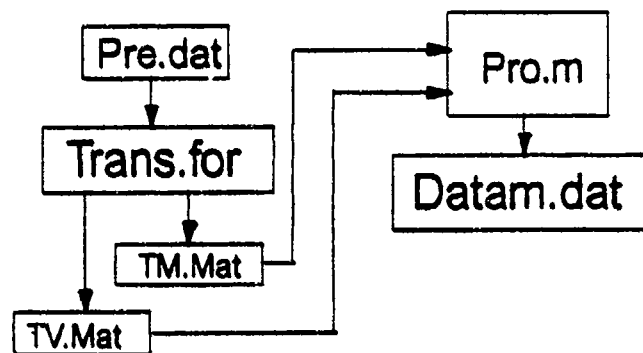 Pre.dat
Trans.for
TM.Mat
TV.Mat
Pro.m
Datam.dat